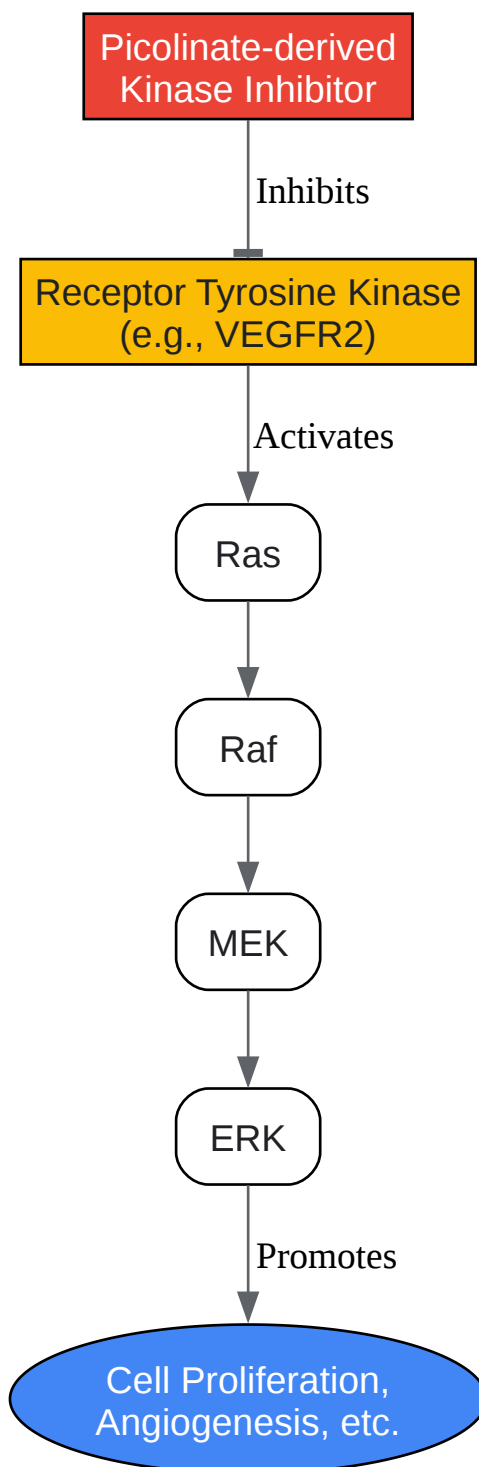 Picolinate-derived
Kinase Inhibitor
Inhibits
Receptor Tyrosine Kinase
(e.g., VEGFR2)
Activates
Ras
Raf
MEK
ERK
Promotes
Cell Proliferation,
Angiogenesis, etc.